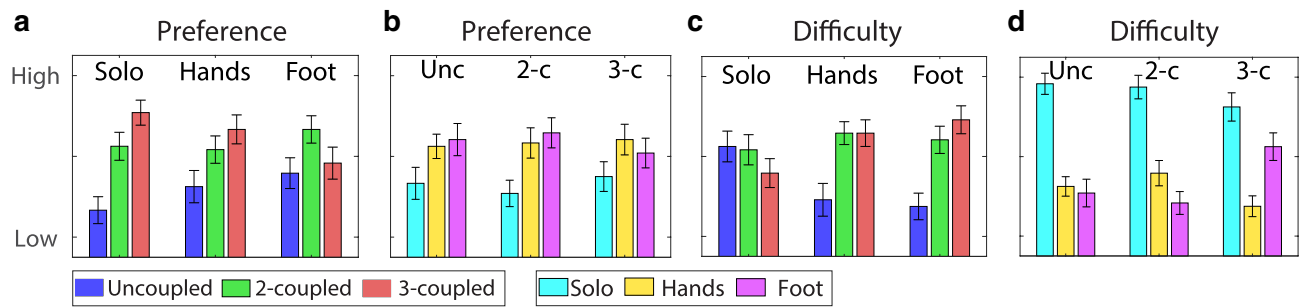 a Preference
b Preference
c Difficulty
d Difficulty
High Solo Hands Foot
Unc 2-c 3-c
Solo Hands Foot
Unc 2-c 3-c
Low
Uncoupled 2-coupled 3-coupled
Solo Hands Foot